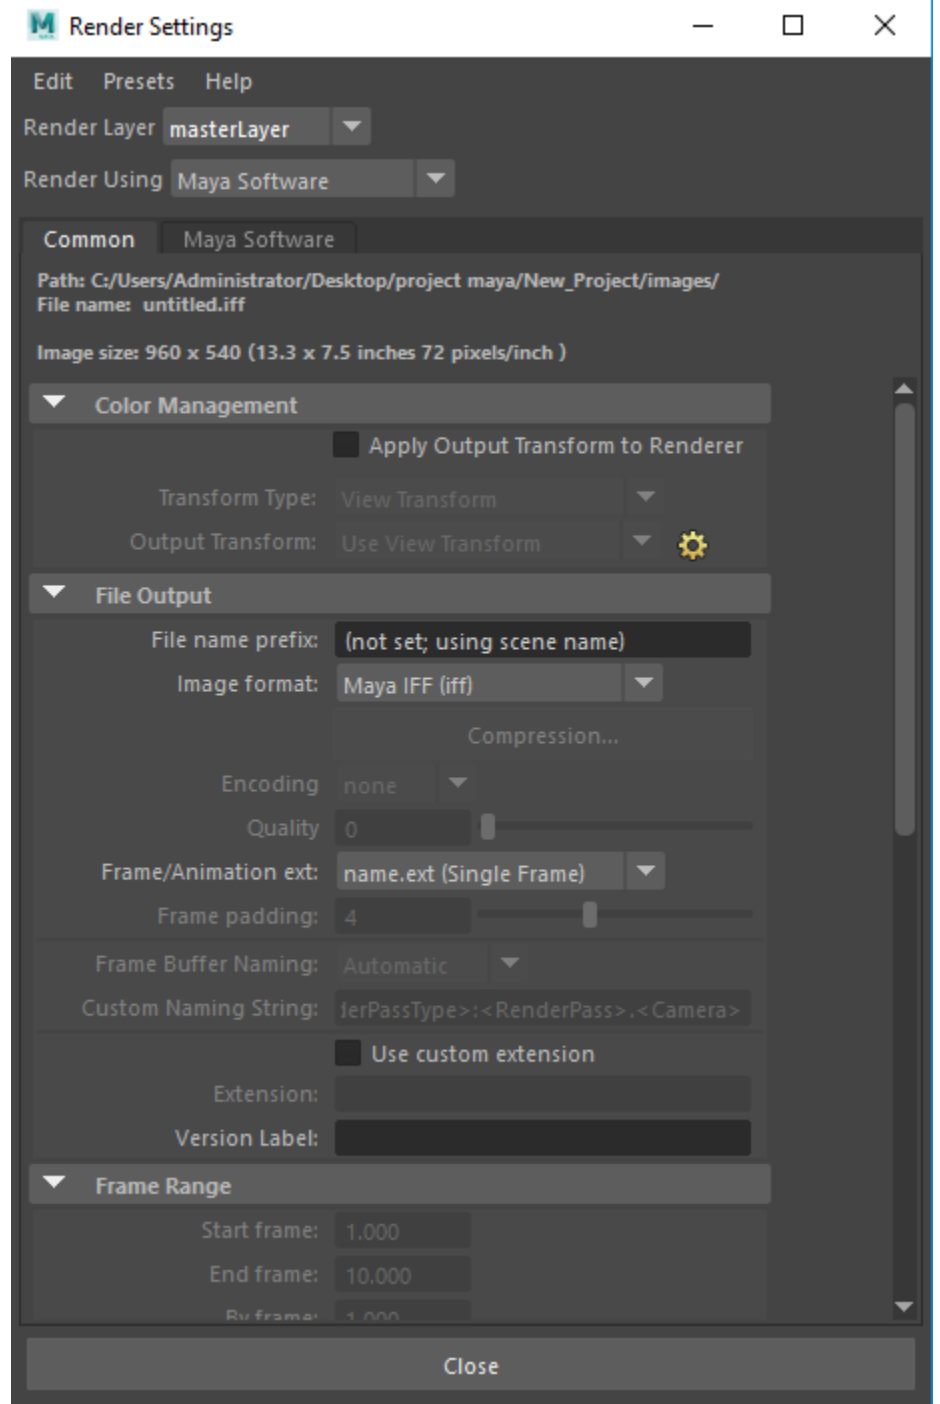 Render Settings
Edit Presets Help
Render Layer masterLayer
Render Using Maya Software
Common Maya Software
Path: C:/Users/Administrator/Desktop/project maya/New_Project/images/
File name: untitled.iff
Image size: 960 x 540 (13.3 x 7.5 inches 72 pixels/inch )
Color Management
Apply Output Transform to Renderer
Transform Type: View Transform
Output Transform: Use View Transform
File Output
File name prefix: (not set; using scene name)
Image format: Maya IFF (iff)
Compression...
Encoding none
Quality 0
Frame/Animation ext: name.ext (Single Frame)
Frame padding: 4
Frame Buffer Naming: Automatic
Custom Naming String: derPassType>:<RenderPass>.<Camera>
Use custom extension
Extension:
Version Label:
Frame Range
Start frame: 1.000
End frame: 10.000
By frame: 1.000
Close